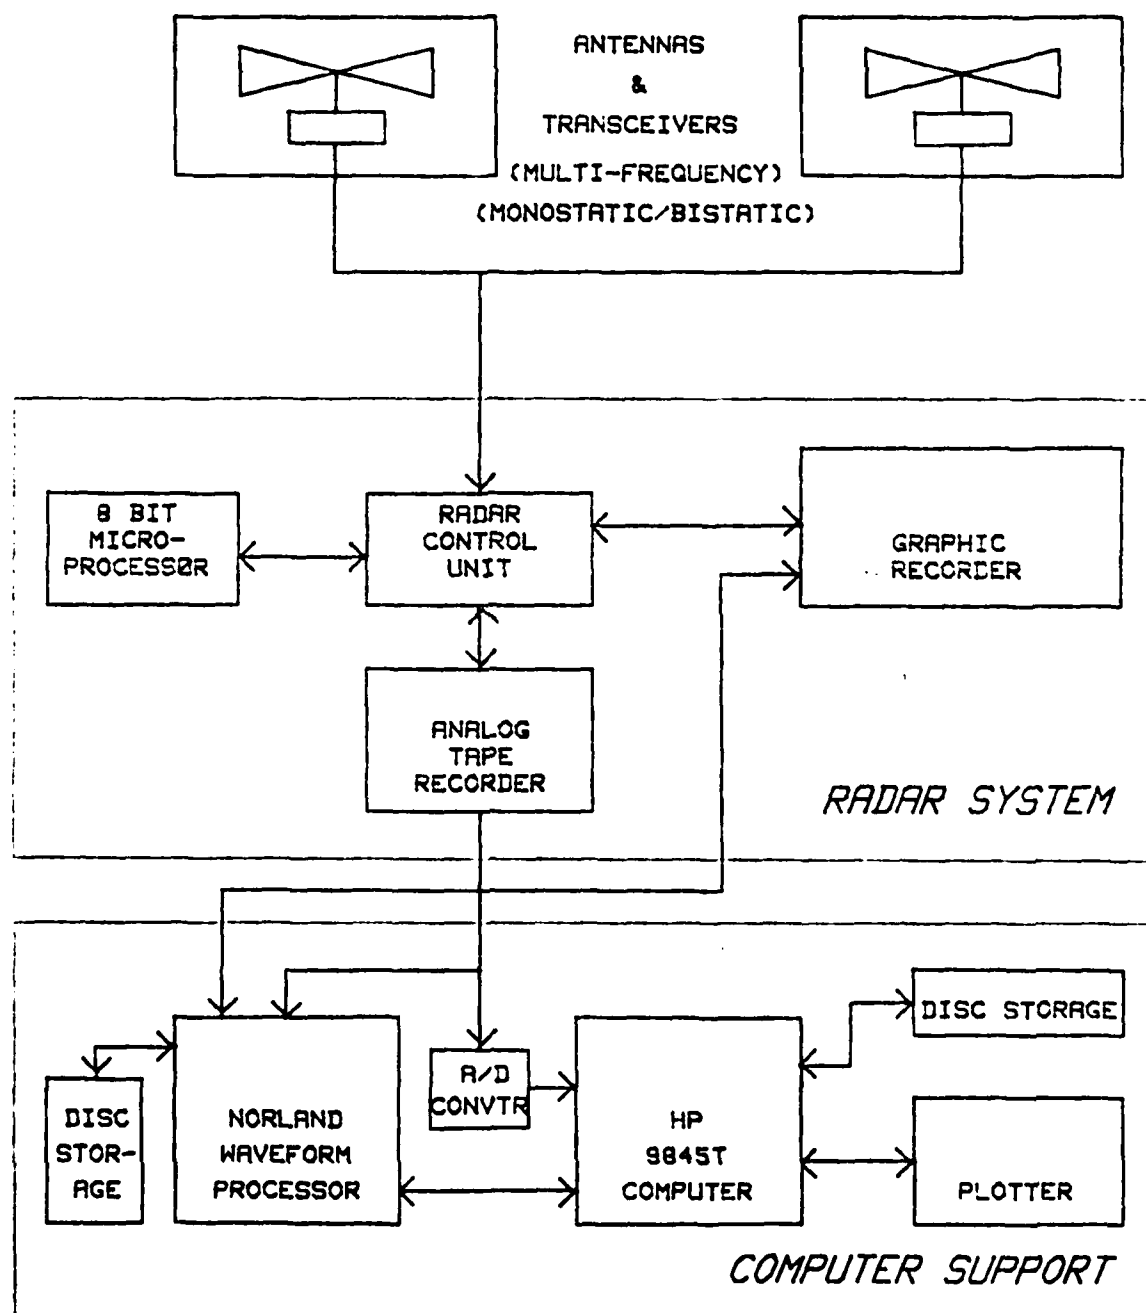 ANTENNAS
&
TRANSCEIVERS
(MULTI-FREQUENCY)
(MONOSTATIC/BISTATIC)
8 BIT
MICRO-
PROCESSOR
RADAR
CONTROL
UNIT
GRAPHIC
RECORDER
ANALOG
TAPE
RECORDER
RADAR SYSTEM
DISC STORAGE
A/D
CONVTR
DISC
STOR-
AGE
NORLAND
WAVEFORM
PROCESSOR
HP
9845T
COMPUTER
PLOTTER
COMPUTER SUPPORT